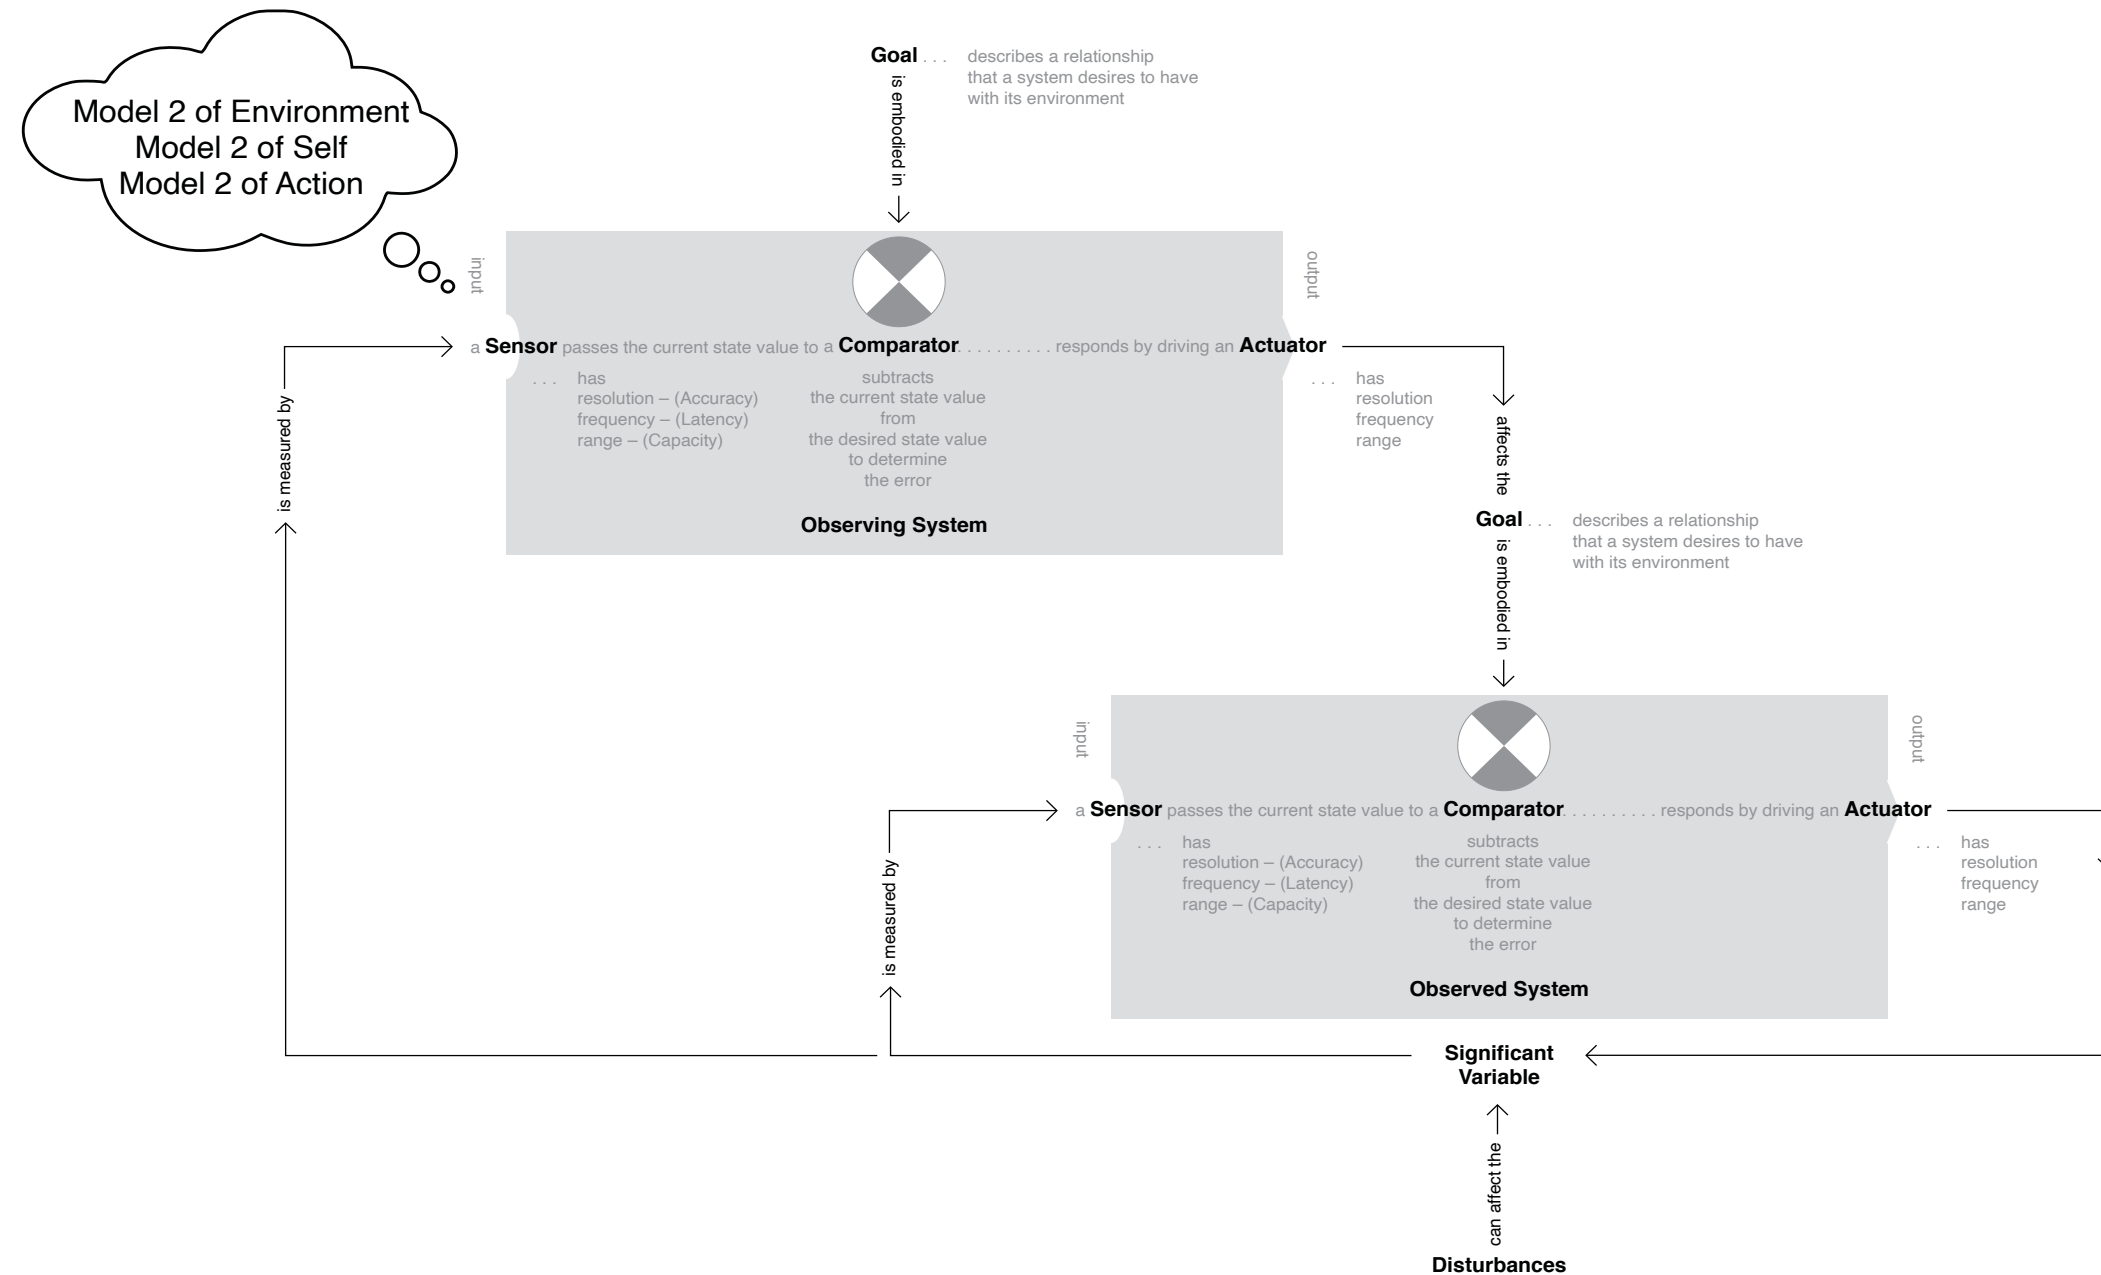 Model 2 of Environment
Model 2 of Self
Model 2 of Action
Goal . . . describes a relationship
that a system desires to have
with its environment
is embodied in
input
output
a Sensor passes the current state value to a Comparator. . . . . . . . . . responds by driving an Actuator
. . . has
resolution – (Accuracy)
frequency – (Latency)
range – (Capacity)
subtracts
the current state value
from
the desired state value
to determine
the error
. . . has
resolution
frequency
range
Observing System
is measured by
affects the
Goal . . . describes a relationship
that a system desires to have
with its environment
is embodied in
input
output
a Sensor passes the current state value to a Comparator. . . . . . . . . . responds by driving an Actuator
. . . has
resolution – (Accuracy)
frequency – (Latency)
range – (Capacity)
subtracts
the current state value
from
the desired state value
to determine
the error
. . . has
resolution
frequency
range
is measured by
Observed System
Significant
Variable
can affect the
Disturbances